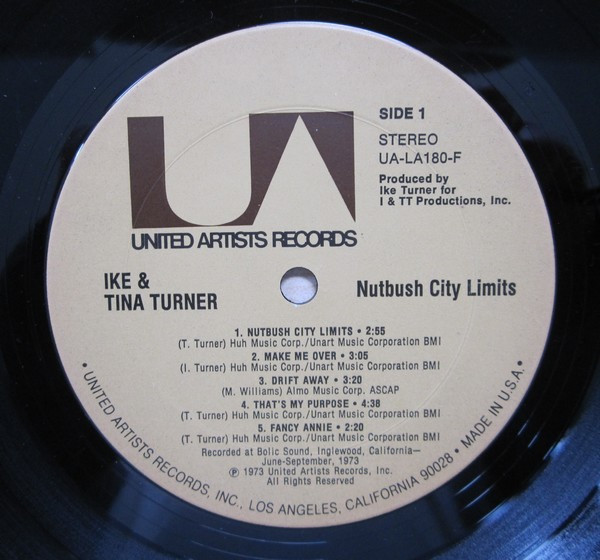 UA
UNITED ARTISTS RECORDS
SIDE 1
STEREO
UA-LA180-F
Produced by
Ike Turner for
I & TT Productions, Inc.
IKE &
TINA TURNER
Nutbush City Limits
1. NUTBUSH CITY LIMITS • 2:55
(T. Turner) Huh Music Corp./Unart Music Corporation BMI
2. MAKE ME OVER • 3:05
(I. Turner) Huh Music Corp./Unart Music Corporation BMI
3. DRIFT AWAY • 3:20
(M. Williams) Almo Music Corp. ASCAP
4. THAT'S MY PURPOSE • 4:38
(T. Turner) Huh Music Corp./Unart Music Corporation BMI
5. FANCY ANNIE • 2:20
(T. Turner) Huh Music Corp./Unart Music Corporation BMI
Recorded at Bolic Sound, Inglewood, California—
June-September, 1973
℗ 1973 United Artists Records, Inc.
All Rights Reserved
• UNITED ARTISTS RECORDS, INC., LOS ANGELES, CALIFORNIA 90028 • MADE IN U.S.A. •